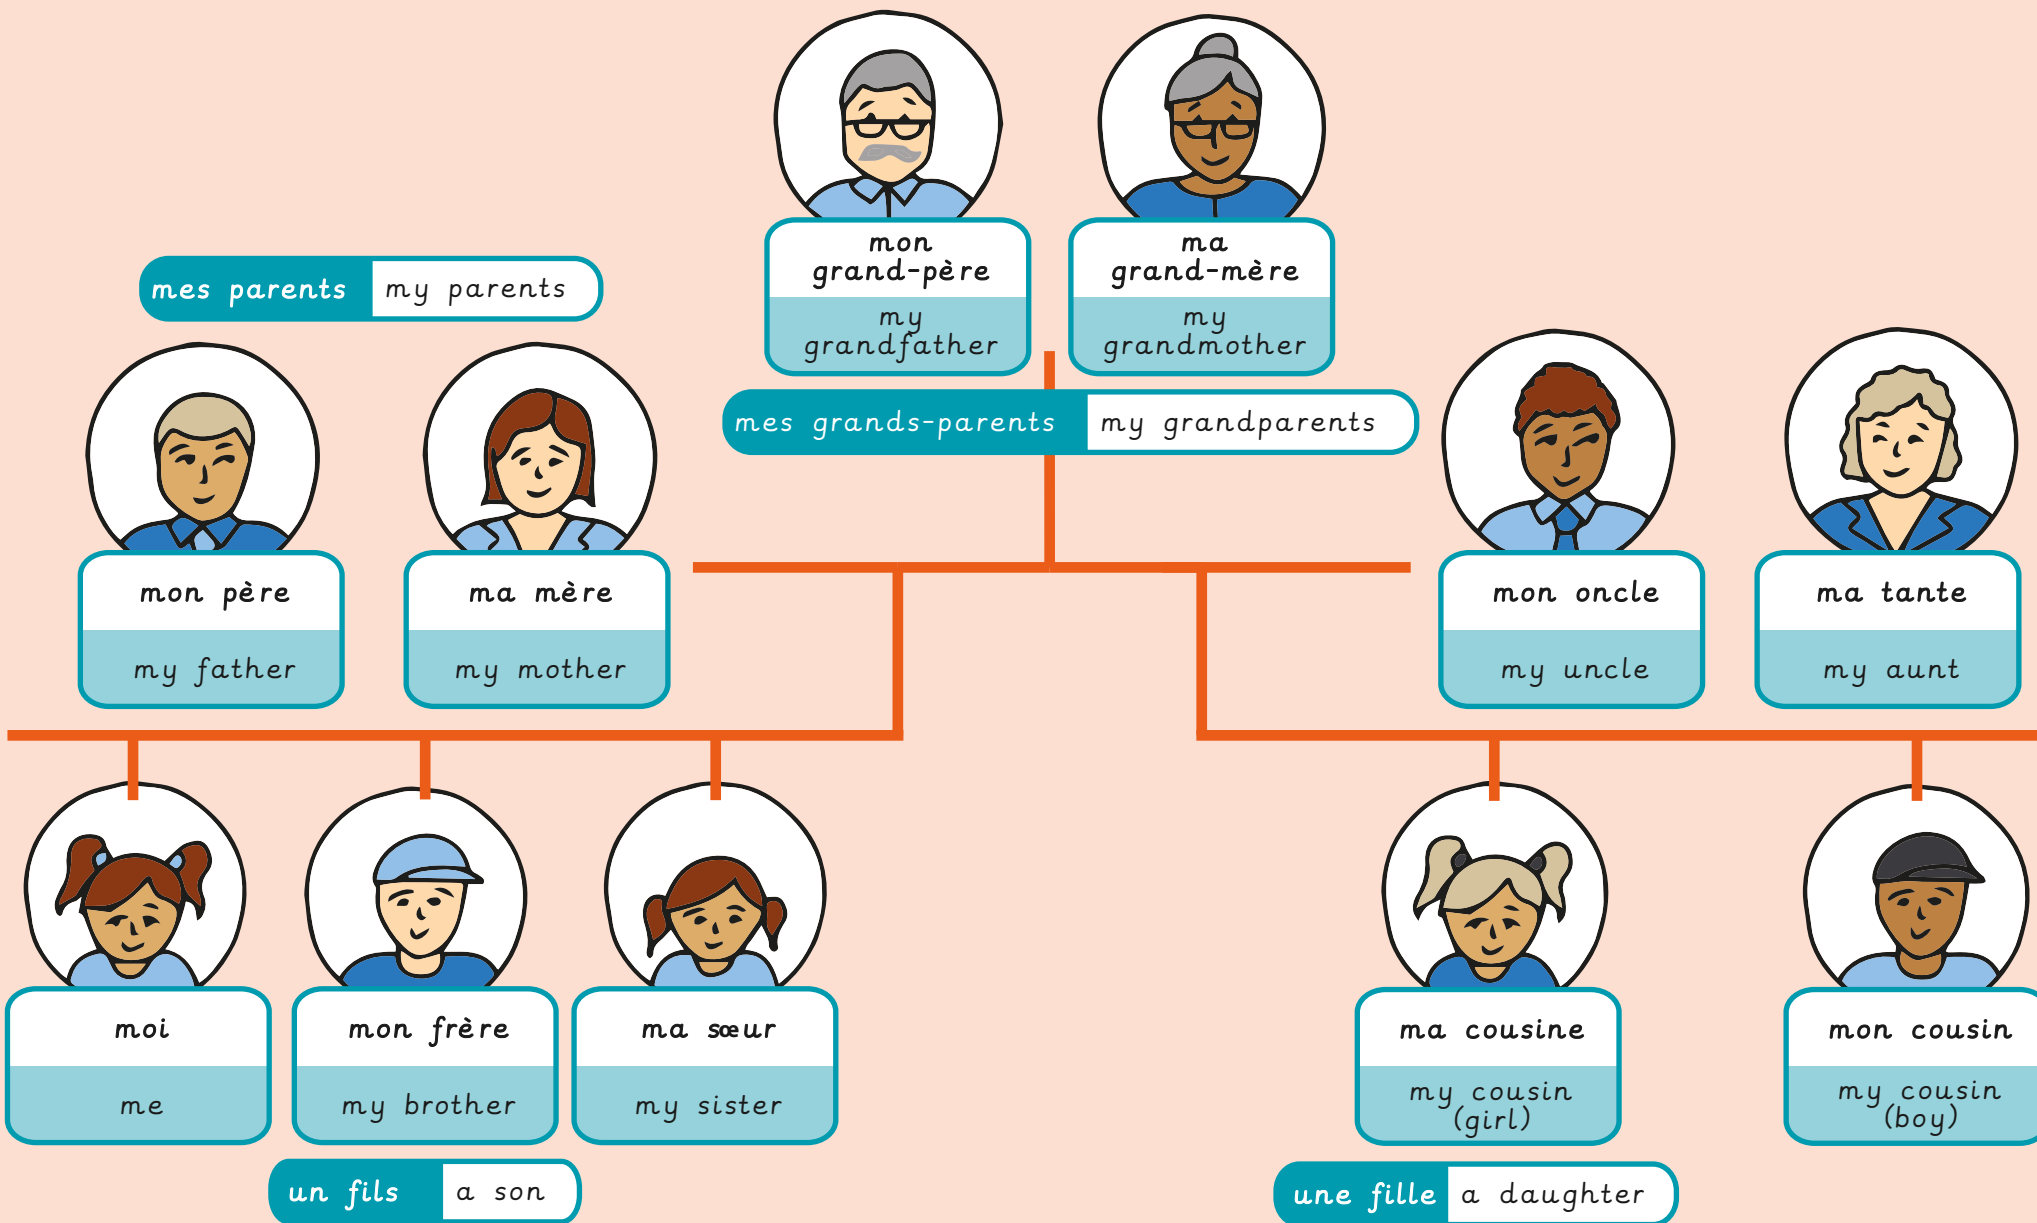 mon
grand-père
my
grandfather
ma
grand-mère
my
grandmother
mes parents my parents
mes grands-parents my grandparents
mon père
my father
ma mère
my mother
mon oncle
my uncle
ma tante
my aunt
moi
me
mon frère
my brother
ma sœur
my sister
ma cousine
my cousin
(girl)
mon cousin
my cousin
(boy)
un fils a son
une fille a daughter